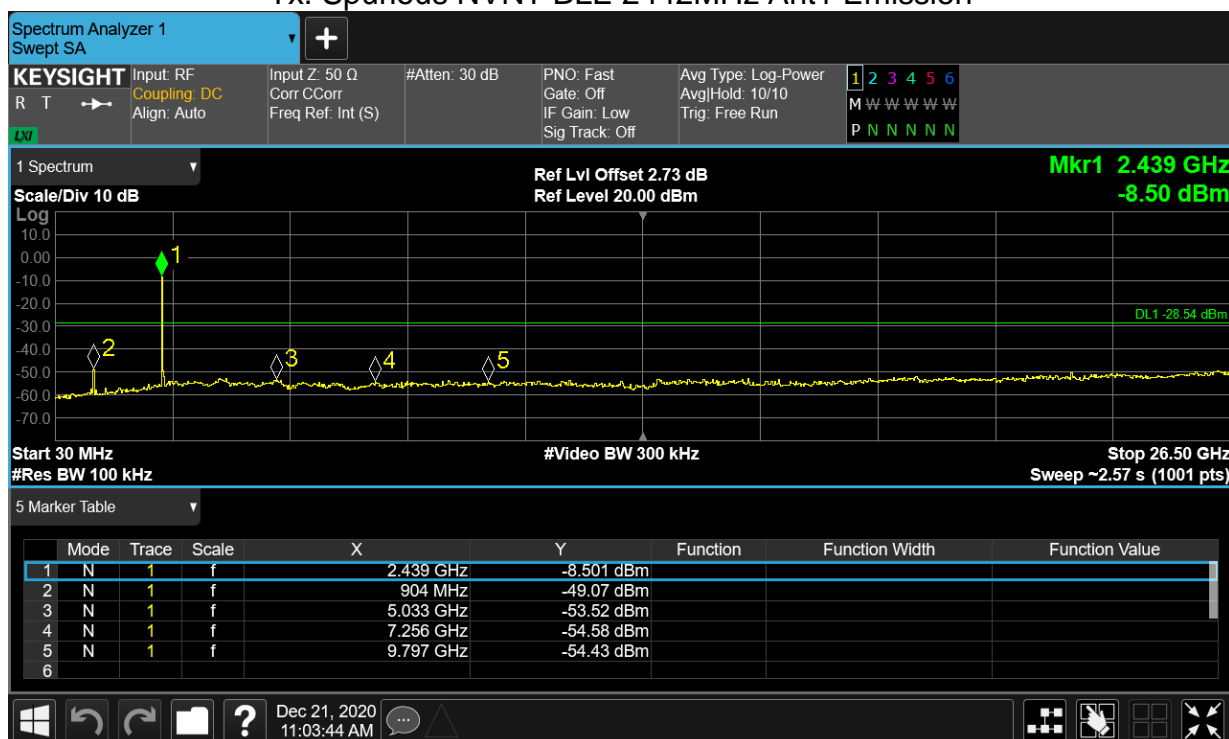 Tx. Spurious NVNT BLE 2442MHz Ant1 Emission
Spectrum Analyzer 1
Swept SA
KEYSIGHT
R T
LXI
Input: RF
Coupling: DC
Align: Auto
Input Z: 50 Ω
Corr CCorr
Freq Ref: Int (S)
#Atten: 30 dB
PNO: Fast
Gate: Off
IF Gain: Low
Sig Track: Off
Avg Type: Log-Power
Avg|Hold: 10/10
Trig: Free Run
1 2 3 4 5 6
M W W W W W
P N N N N N
1 Spectrum
Scale/Div 10 dB
Ref Lvl Offset 2.73 dB
Ref Level 20.00 dBm
Mkr1 2.439 GHz
-8.50 dBm
Log
10.0
0.00
-10.0
-20.0
-30.0
-40.0
-50.0
-60.0
-70.0
1
2
3
4
5
DL1 -28.54 dBm
Start 30 MHz
#Res BW 100 kHz
#Video BW 300 kHz
Stop 26.50 GHz
Sweep ~2.57 s (1001 pts)
5 Marker Table
Mode Trace Scale X Y Function Function Width Function Value
1 N 1 f 2.439 GHz -8.501 dBm
2 N 1 f 904 MHz -49.07 dBm
3 N 1 f 5.033 GHz -53.52 dBm
4 N 1 f 7.256 GHz -54.58 dBm
5 N 1 f 9.797 GHz -54.43 dBm
6
?
Dec 21, 2020
11:03:44 AM